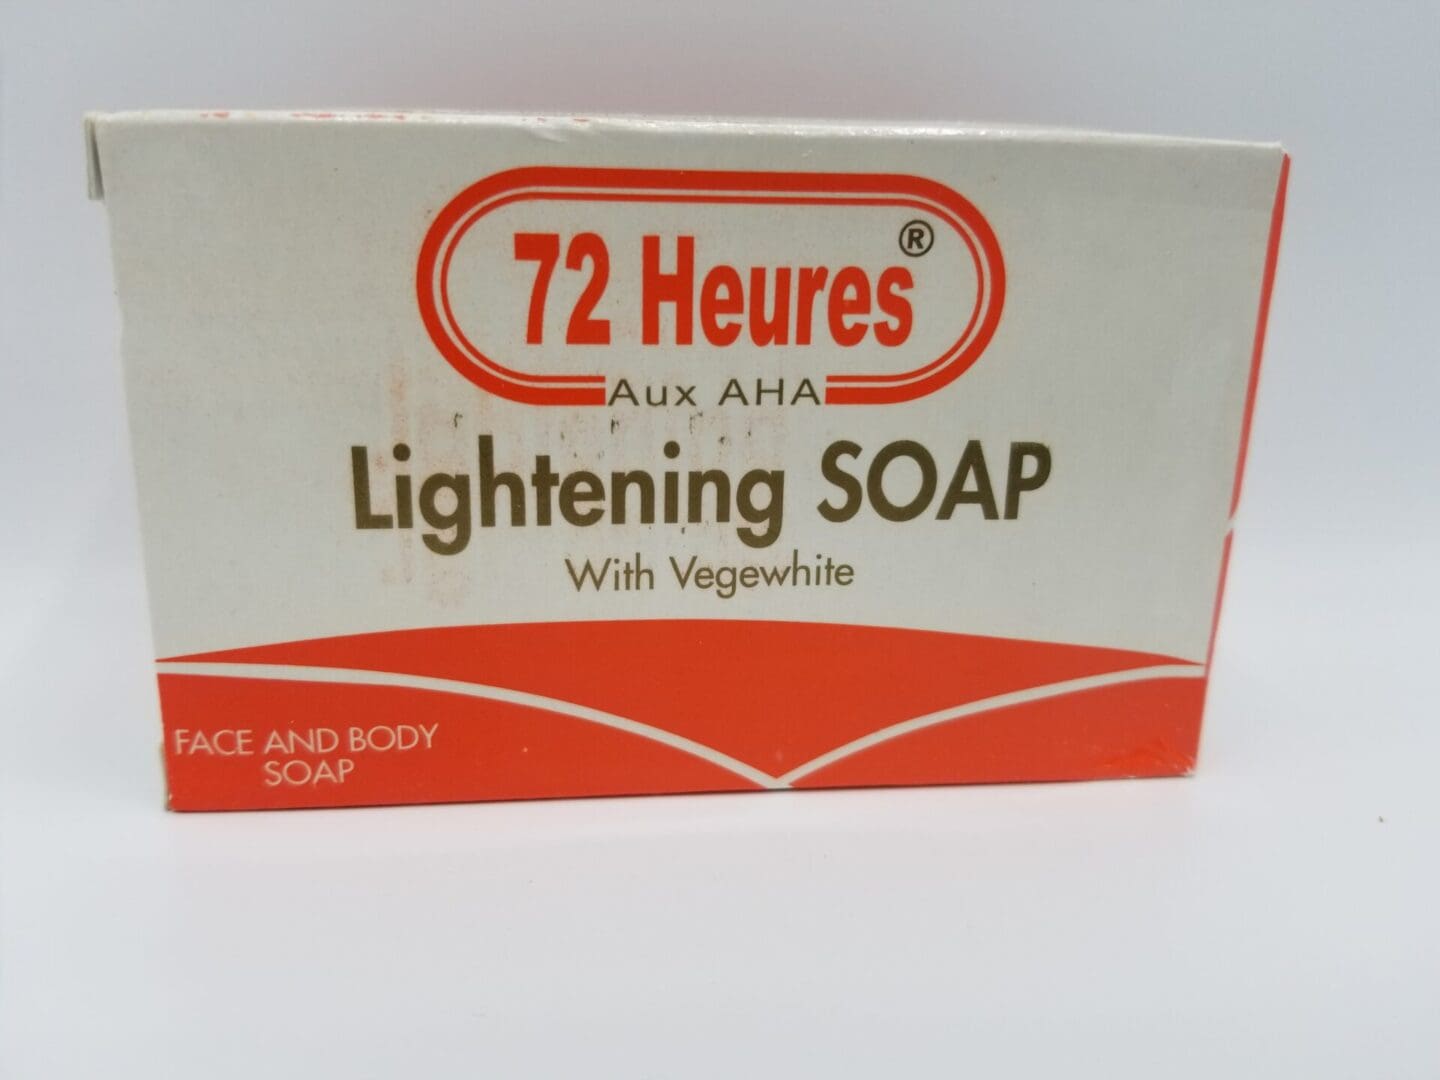 72 Heures®
Aux AHA
Lightening SOAP
With Vegewhite
FACE AND BODY
SOAP